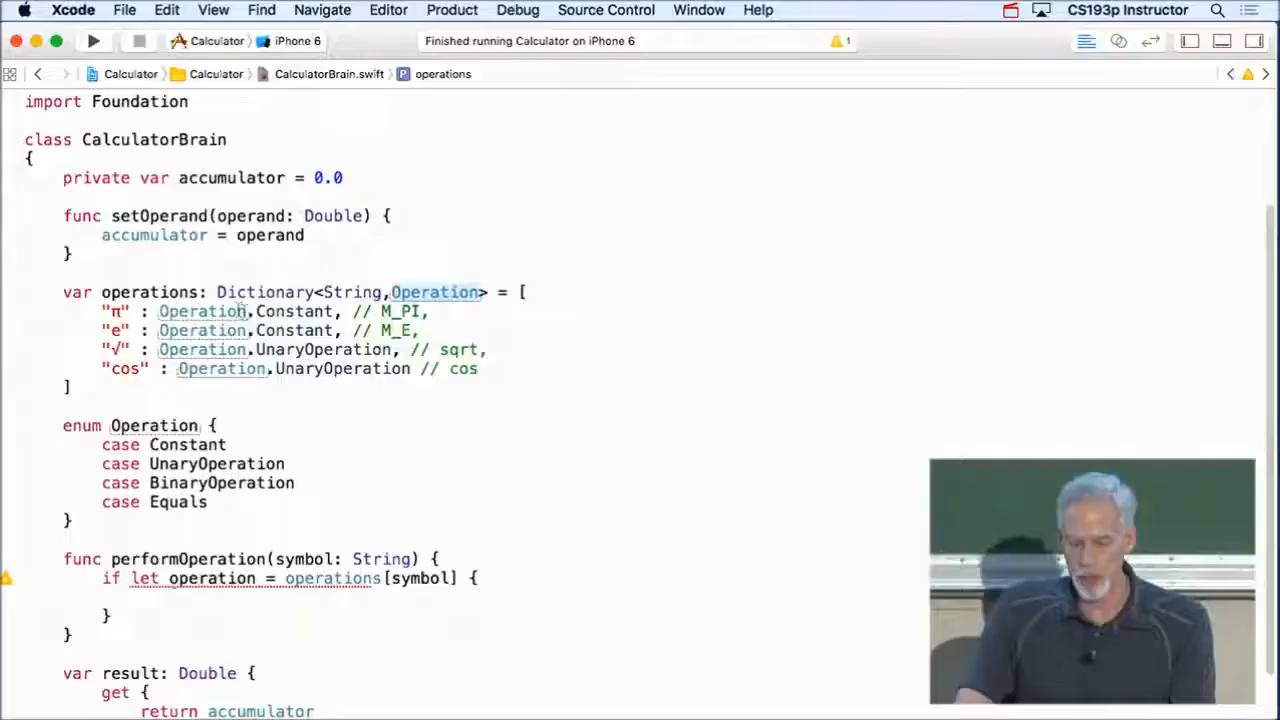 Xcode File Edit View Find Navigate Editor Product Debug Source Control Window Help CS193p Instructor
Calculator iPhone 6 Finished running Calculator on iPhone 6 1
Calculator Calculator CalculatorBrain.swift P operations
import Foundation
class CalculatorBrain
{
private var accumulator = 0.0
func setOperand(operand: Double) {
accumulator = operand
}
var operations: Dictionary<String,Operation> = [
"π" : Operation.Constant, // M_PI,
"e" : Operation.Constant, // M_E,
"√" : Operation.UnaryOperation, // sqrt,
"cos" : Operation.UnaryOperation // cos
]
enum Operation {
case Constant
case UnaryOperation
case BinaryOperation
case Equals
}
func performOperation(symbol: String) {
if let operation = operations[symbol] {
}
}
var result: Double {
get {
return accumulator